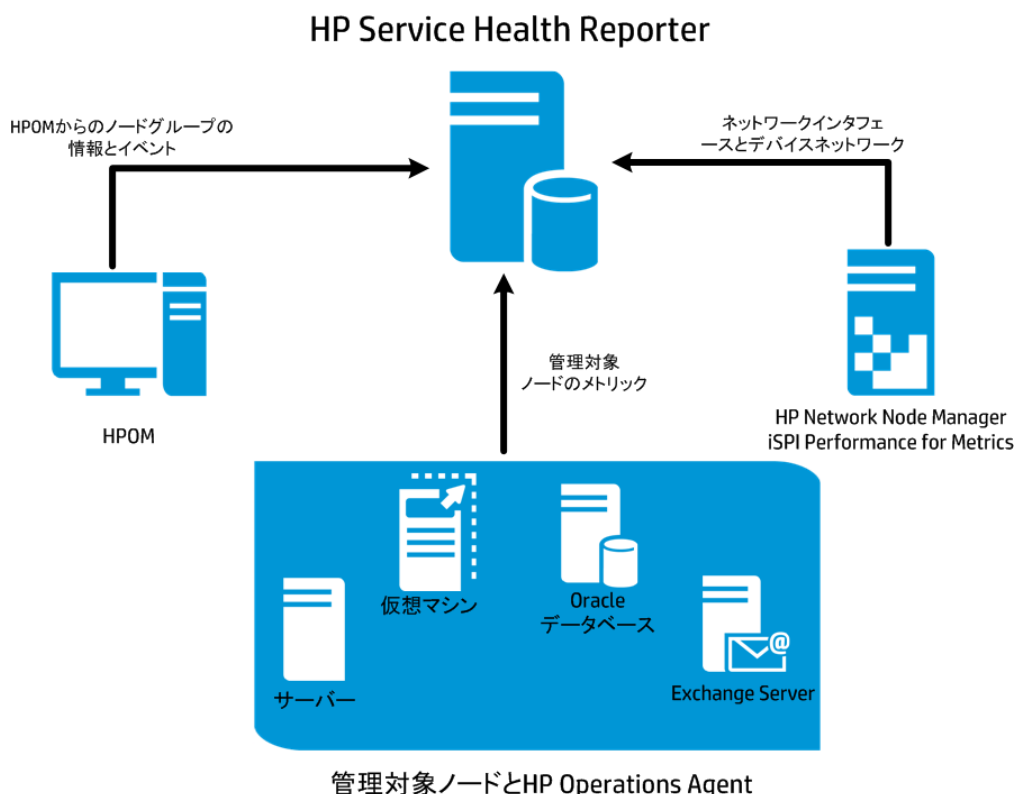 HP Service Health Reporter
HPOMからのノードグループの
情報とイベント
ネットワークインタフェ
ースとデバイスネットワーク
管理対象
ノードのメトリック
HPOM
HP Network Node Manager
iSPI Performance for Metrics
仮想マシン
Oracle
データベース
サーバー
@
Exchange Server
管理対象ノードとHP Operations Agent